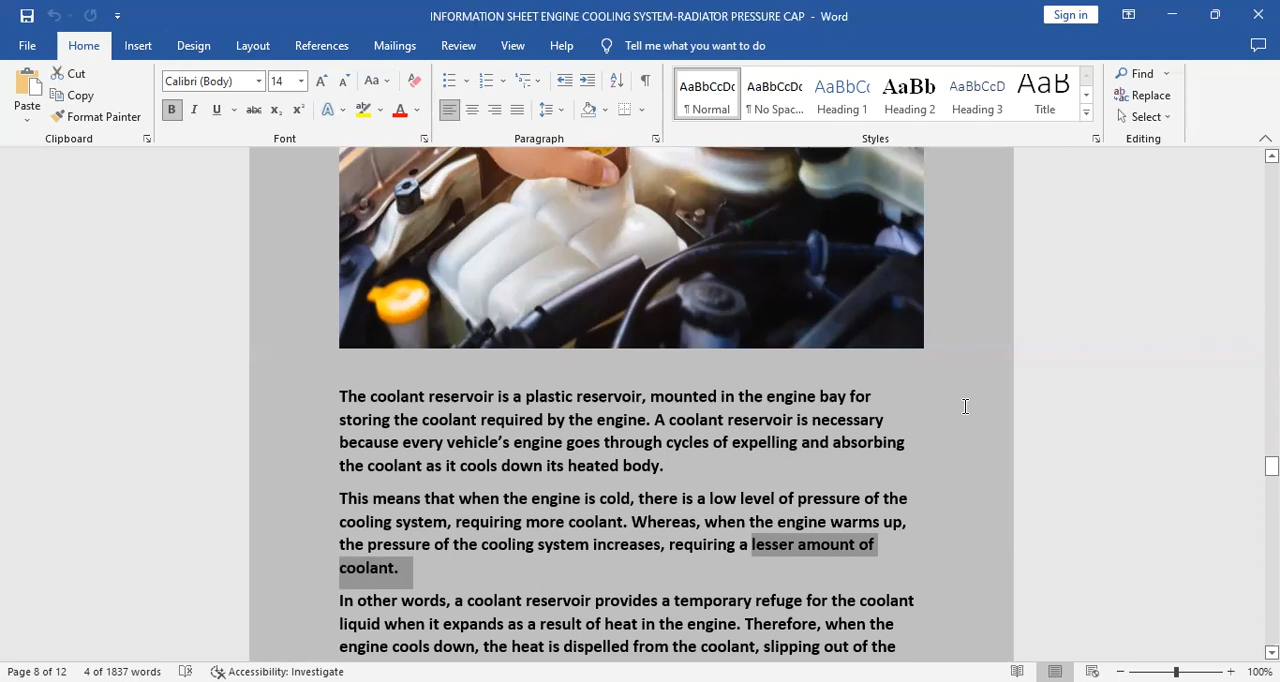 INFORMATION SHEET ENGINE COOLING SYSTEM-RADIATOR PRESSURE CAP - Word
Sign in
File Home Insert Design Layout References Mailings Review View Help Tell me what you want to do
Paste
Cut
Copy
Format Painter
Clipboard
Calibri (Body) 14
Font
Paragraph
AaBbCcDc AaBbCcDc AaBbCc AaBb AaBbCcD AaB
¶ Normal ¶ No Spac... Heading 1 Heading 2 Heading 3 Title
Styles
Find
Replace
Select
Editing
The coolant reservoir is a plastic reservoir, mounted in the engine bay for
storing the coolant required by the engine. A coolant reservoir is necessary
because every vehicle’s engine goes through cycles of expelling and absorbing
the coolant as it cools down its heated body.
This means that when the engine is cold, there is a low level of pressure of the
cooling system, requiring more coolant. Whereas, when the engine warms up,
the pressure of the cooling system increases, requiring a lesser amount of
coolant.
In other words, a coolant reservoir provides a temporary refuge for the coolant
liquid when it expands as a result of heat in the engine. Therefore, when the
engine cools down, the heat is dispelled from the coolant, slipping out of the
Page 8 of 12 4 of 1837 words Accessibility: Investigate 100%